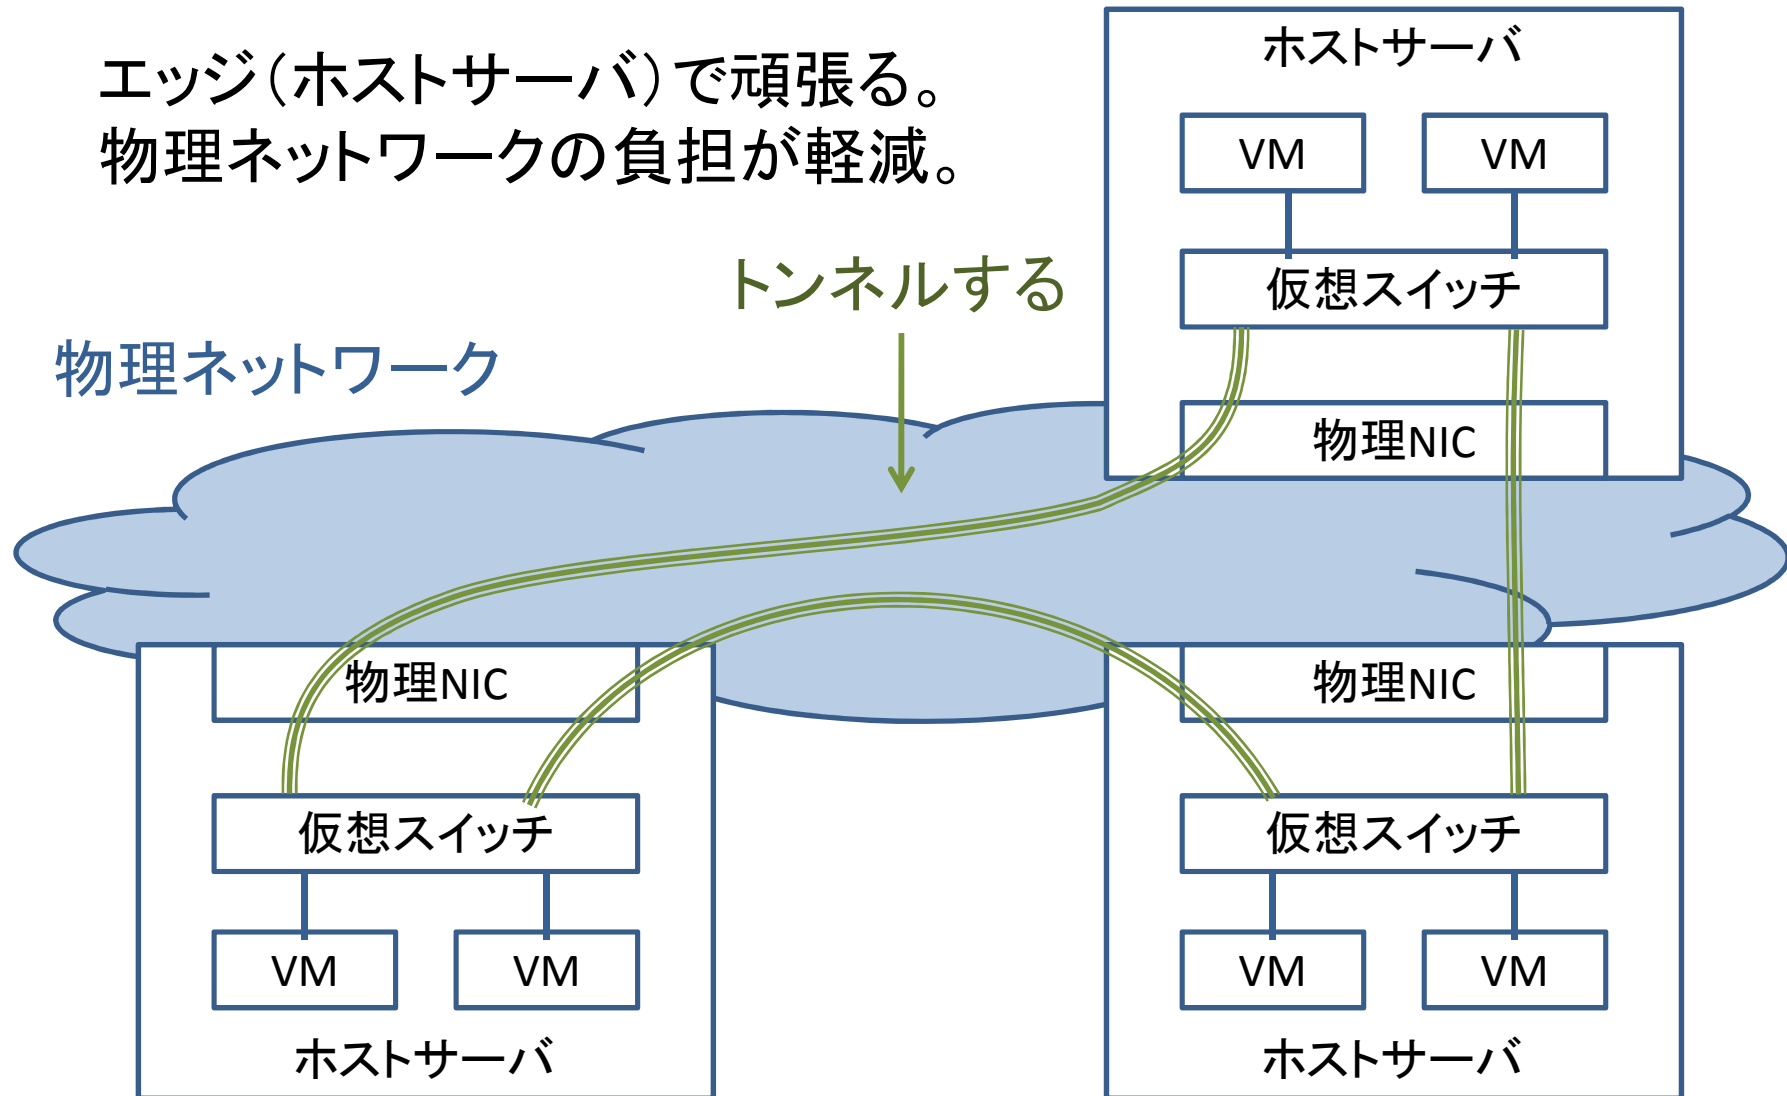 エッジ（ホストサーバ）で頑張る。
物理ネットワークの負担が軽減。
ホストサーバ
VM
VM
仮想スイッチ
物理NIC
トンネルする
物理ネットワーク
物理NIC
仮想スイッチ
VM
VM
ホストサーバ
物理NIC
仮想スイッチ
VM
VM
ホストサーバ